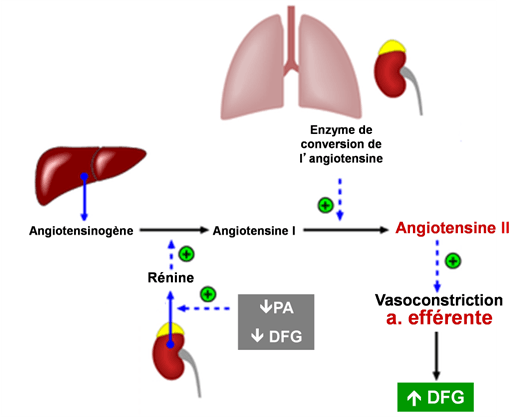 Enzyme de
conversion de
l'angiotensine
+
Angiotensinogène
Angiotensine I
Angiotensine II
+
+
Rénine
+
↓PA
↓ DFG
Vasoconstriction
a. efférente
↑ DFG